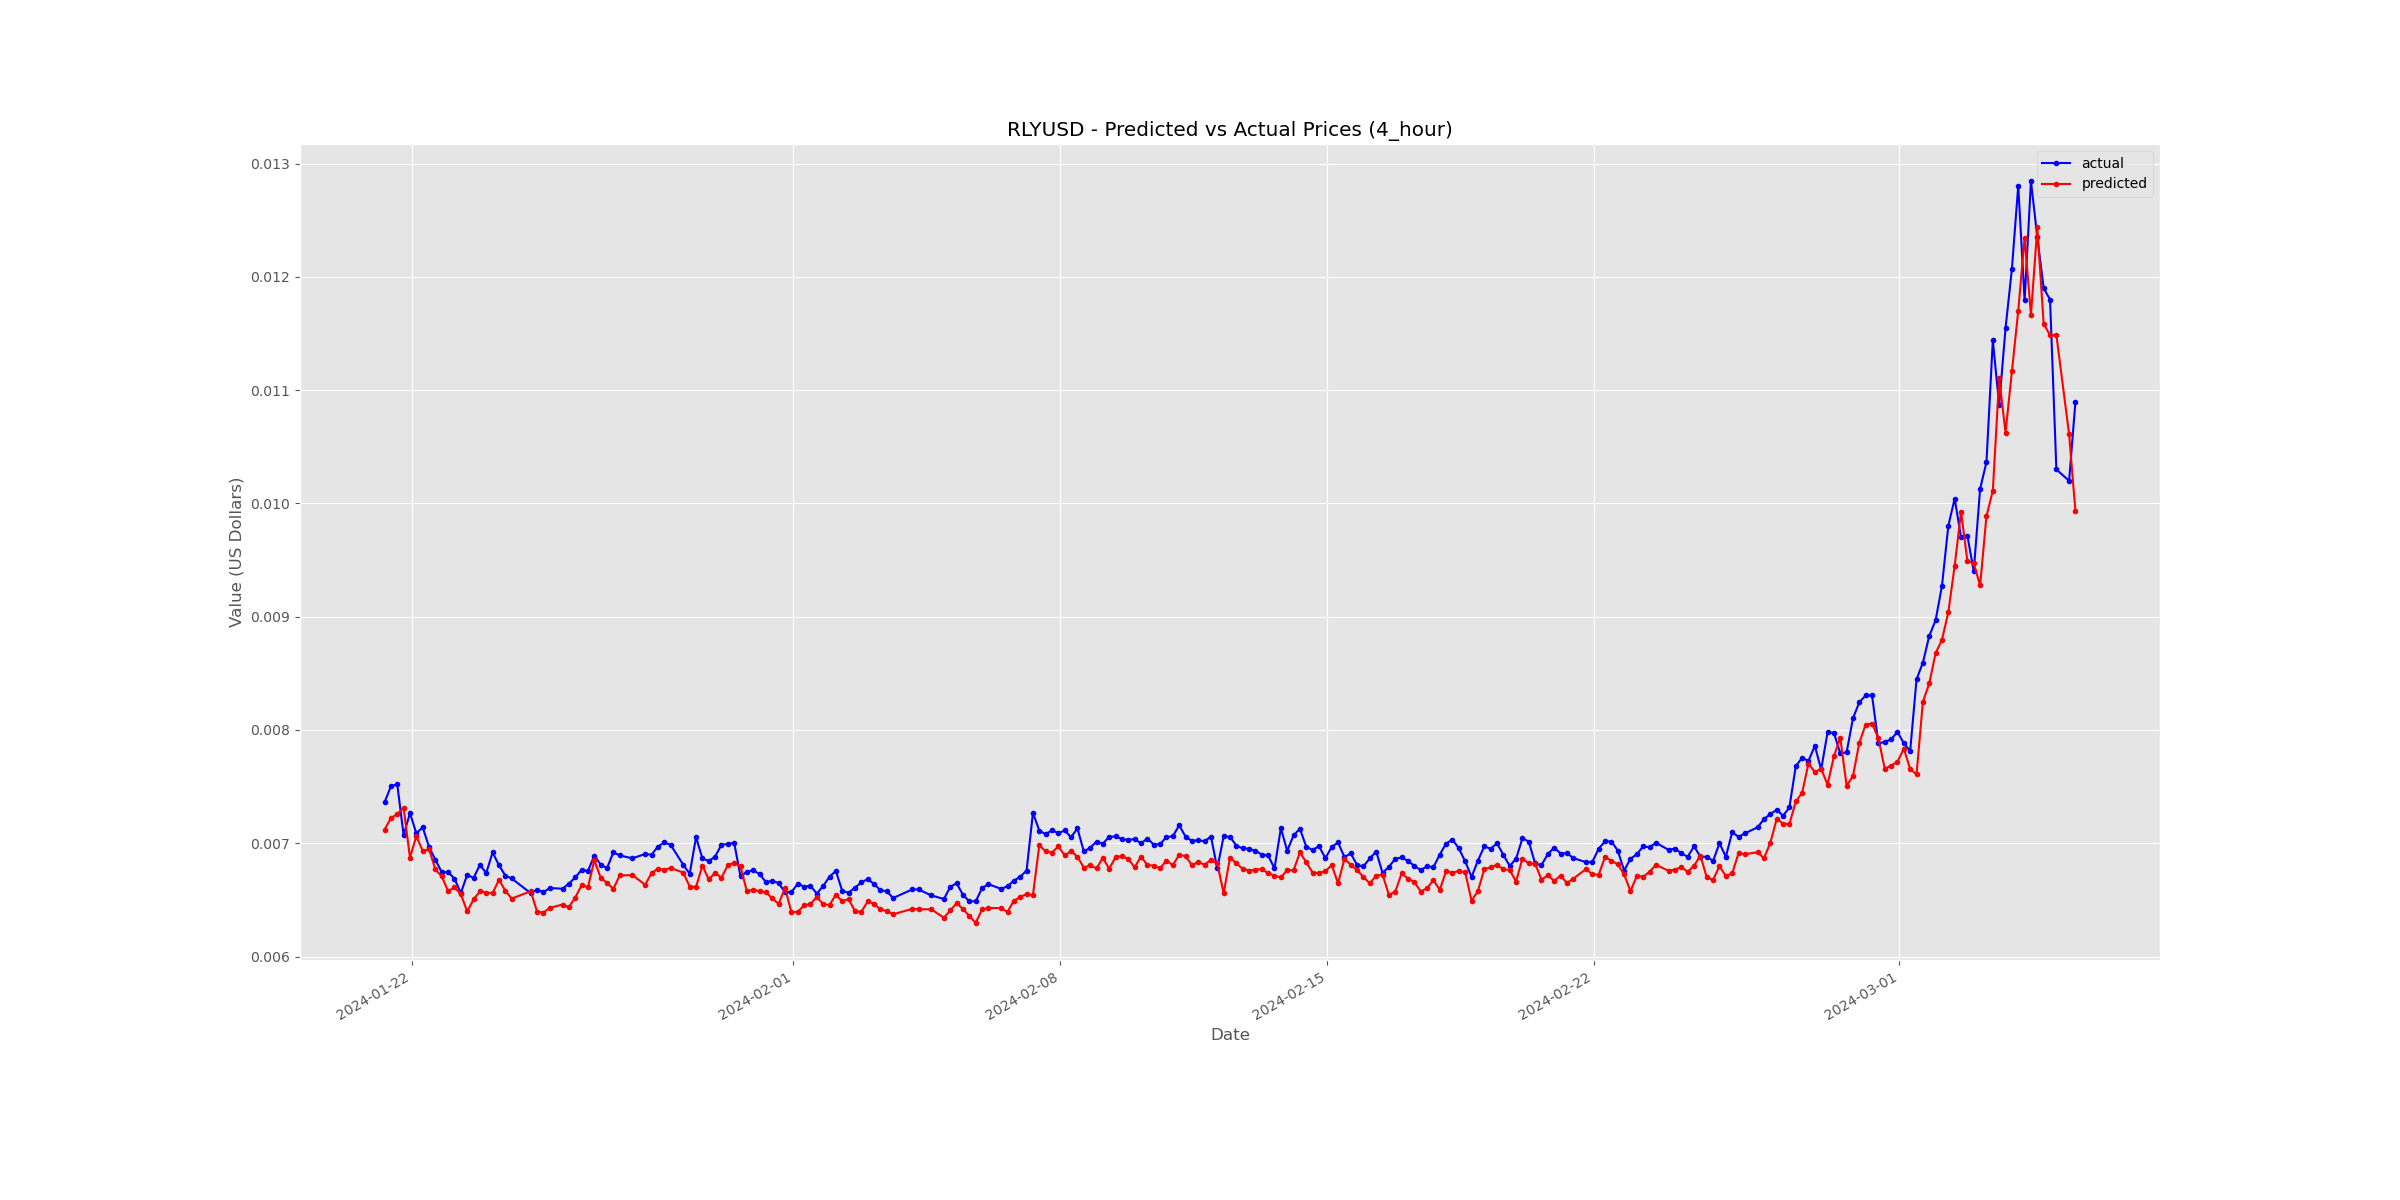 RLYUSD - Predicted vs Actual Prices (4_hour)
actual
predicted
0.013
0.012
0.011
0.010
0.009
0.008
0.007
0.006
Value (US Dollars)
2024-01-22
2024-02-01
2024-02-08
2024-02-15
2024-02-22
2024-03-01
Date